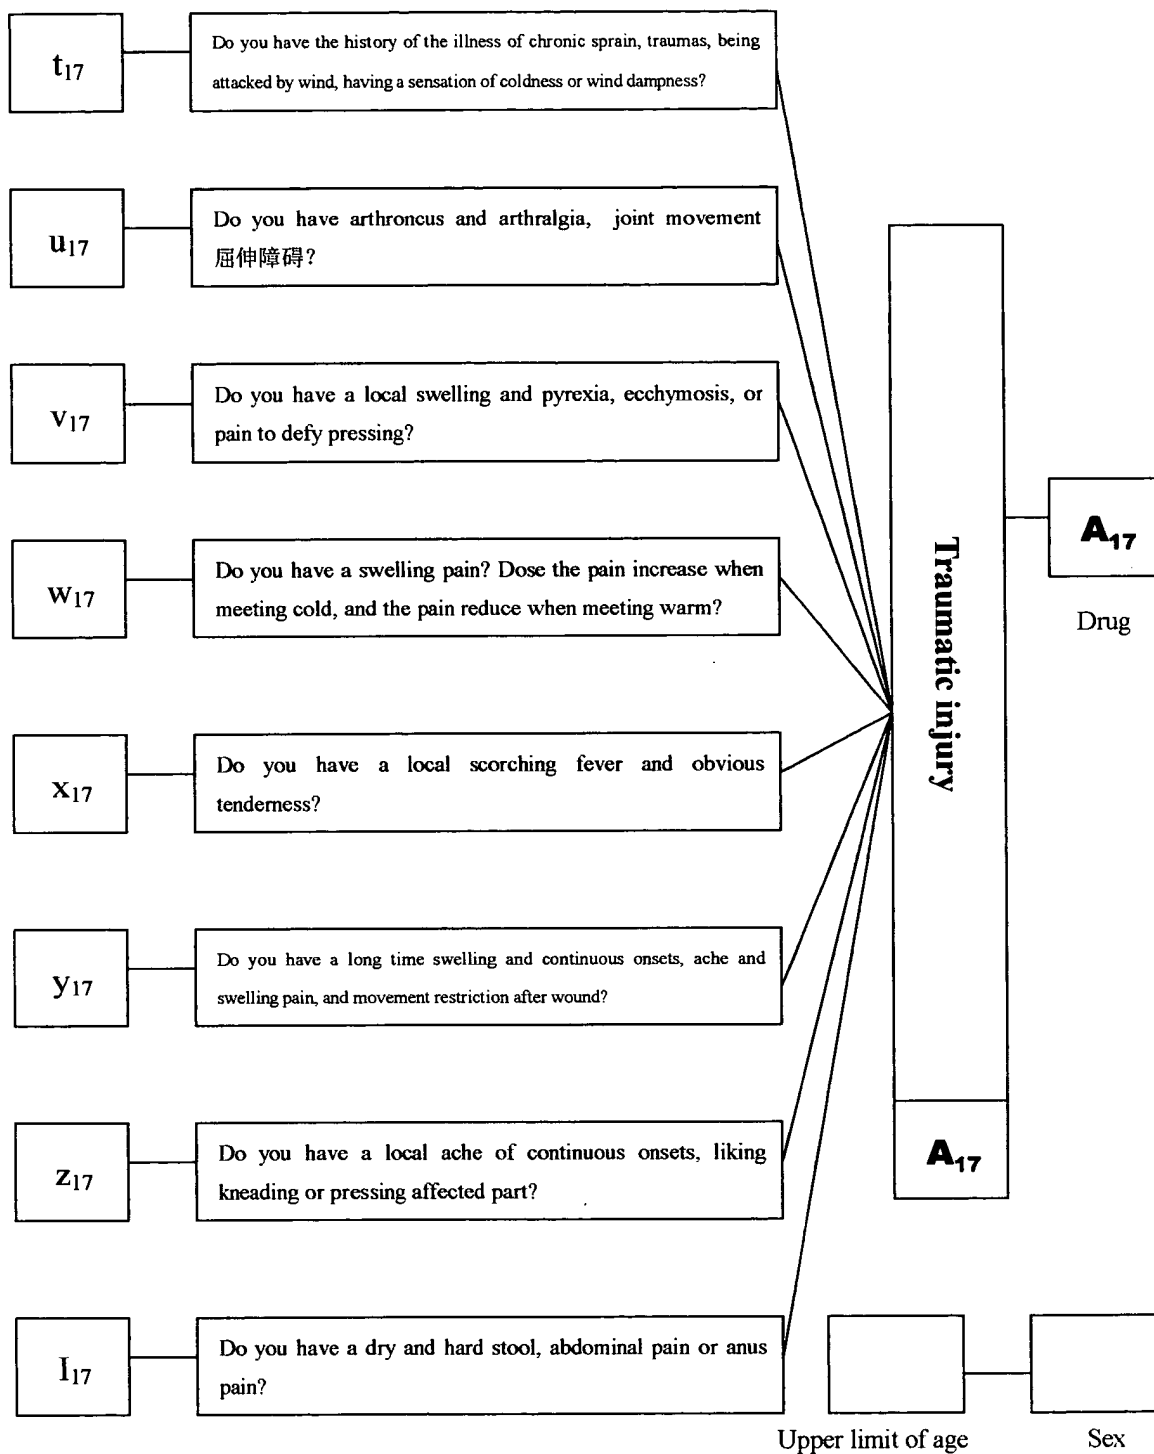 t17
Do you have the history of the illness of chronic sprain, traumas, being
attacked by wind, having a sensation of coldness or wind dampness?
u17
Do you have arthroncus and arthralgia, joint movement
屈伸障碍?
v17
Do you have a local swelling and pyrexia, ecchymosis, or
pain to defy pressing?
w17
Do you have a swelling pain? Dose the pain increase when
meeting cold, and the pain reduce when meeting warm?
x17
Do you have a local scorching fever and obvious
tenderness?
y17
Do you have a long time swelling and continuous onsets, ache and
swelling pain, and movement restriction after wound?
z17
Do you have a local ache of continuous onsets, liking
kneading or pressing affected part?
I17
Do you have a dry and hard stool, abdominal pain or anus
pain?
Traumatic injury
A17
A17
Drug
Upper limit of age
Sex